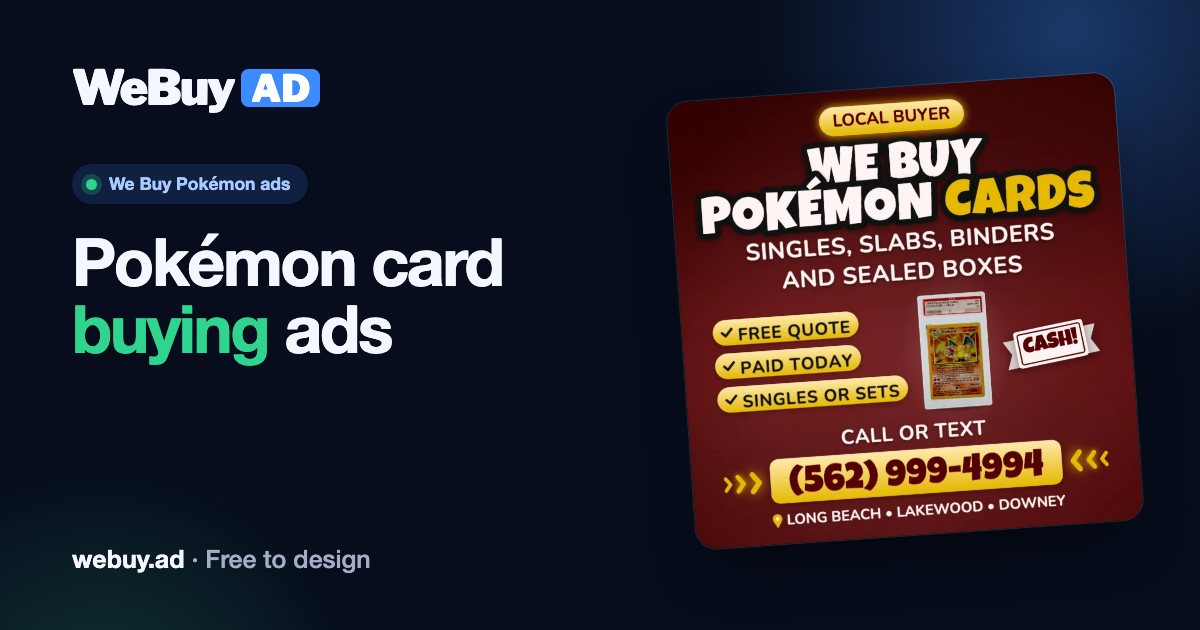 WeBuy AD
We Buy Pokémon ads
Pokémon card
buying ads
webuy.ad · Free to design
LOCAL BUYER
WE BUY
POKÉMON CARDS
SINGLES, SLABS, BINDERS
AND SEALED BOXES
✓ FREE QUOTE
✓ PAID TODAY
✓ SINGLES OR SETS
CASH!
CALL OR TEXT
(562) 999-4994
LONG BEACH • LAKEWOOD • DOWNEY